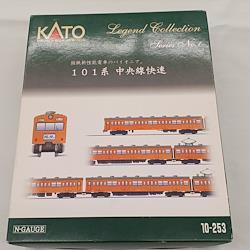 KATO
Legend Collection
Series No.1
国鉄新性能電車のパイオニア
101系 中央線快速
N-GAUGE
10-253